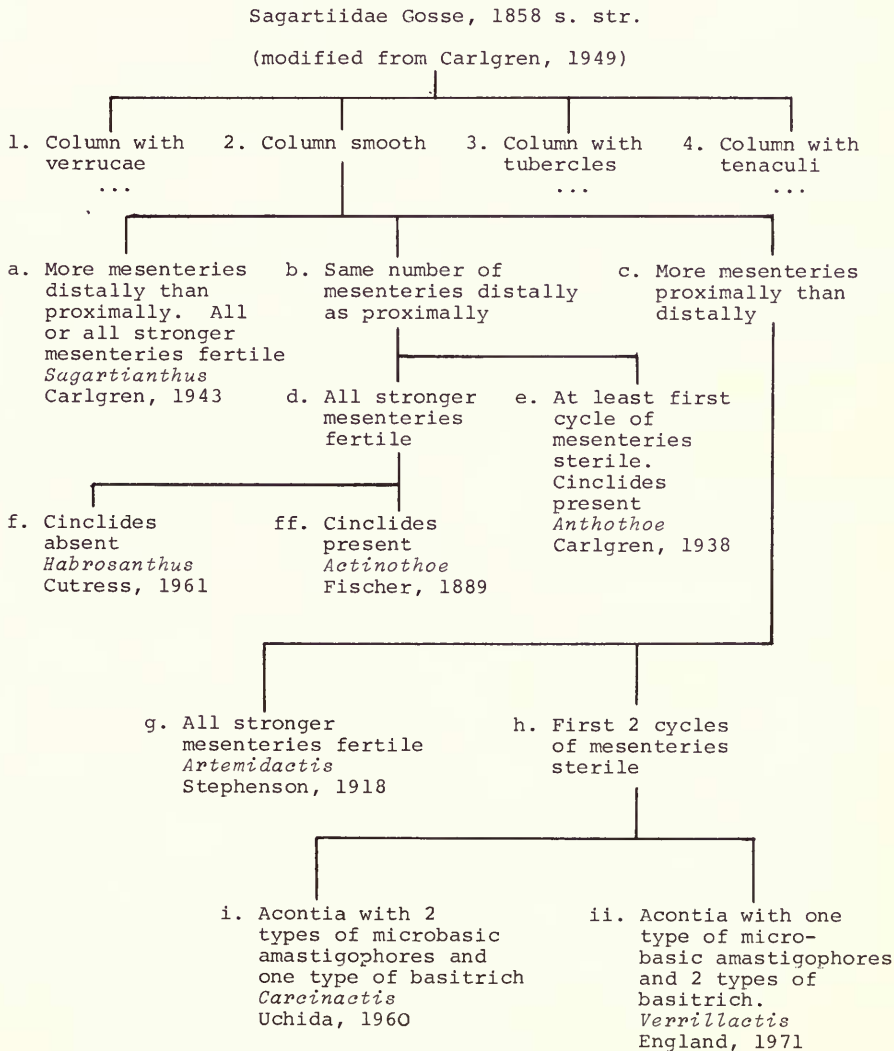 Sagartiidae Gosse, 1858 s. str.
(modified from Carlgren, 1949)
1. Column with
verrucae
...
2. Column smooth
3. Column with
tubercles
...
4. Column with
tenaculi
...
a. More mesenteries
distally than
proximally. All
or all stronger
mesenteries fertile
Sagartianthus
Carlgren, 1943
b. Same number of
mesenteries distally
as proximally
c. More mesenteries
proximally than
distally
d. All stronger
mesenteries
fertile
e. At least first
cycle of
mesenteries
sterile.
Cinclides
present
Anthothoe
Carlgren, 1938
f. Cinclides
absent
Habrosanthus
Cutress, 1961
ff. Cinclides
present
Actinothoe
Fischer, 1889
g. All stronger
mesenteries fertile
Artemidactis
Stephenson, 1918
h. First 2 cycles
of mesenteries
sterile
i. Acontia with 2
types of microbasic
amastigophores and
one type of basitrich
Carcinactis
Uchida, 1960
ii. Acontia with one
type of micro-
basic amastigophores
and 2 types of
basitrich.
Verrillactis
England, 1971